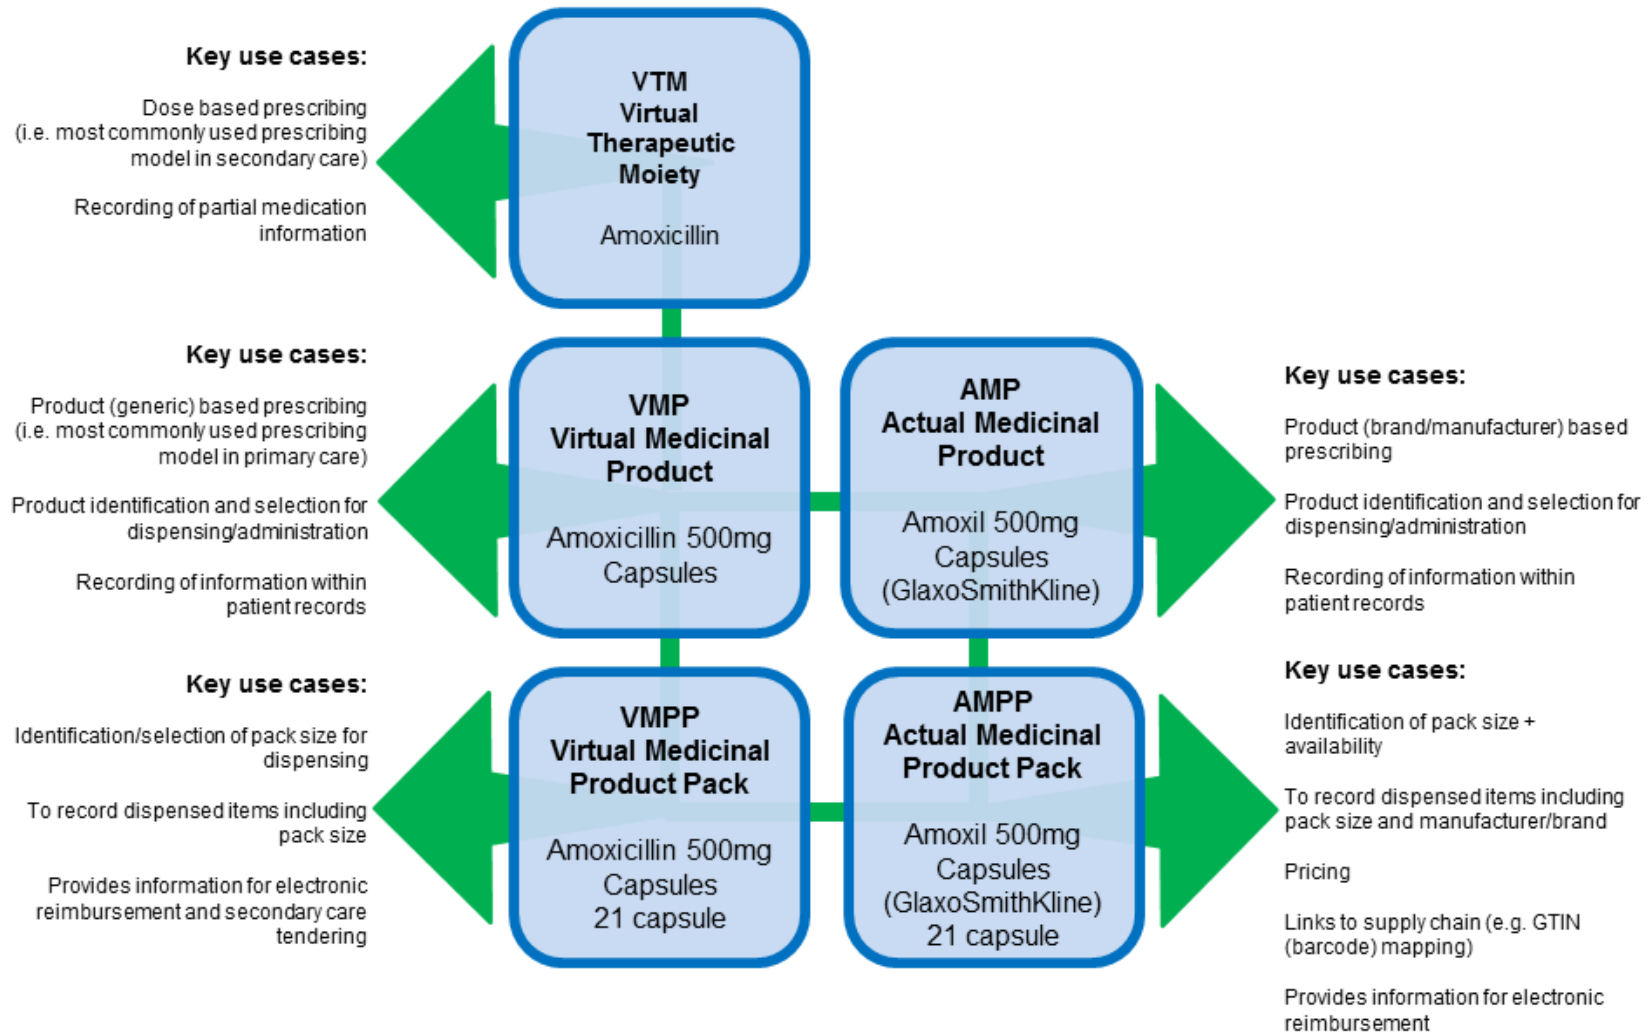 Key use cases:
Dose based prescribing
(i.e. most commonly used prescribing
model in secondary care)
Recording of partial medication
information
VTM
Virtual
Therapeutic
Moiety
Amoxicillin
Key use cases:
Product (generic) based prescribing
(i.e. most commonly used prescribing
model in primary care)
Product identification and selection for
dispensing/administration
Recording of information within
patient records
VMP
Virtual Medicinal
Product
Amoxicillin 500mg
Capsules
AMP
Actual Medicinal
Product
Amoxil 500mg
Capsules
(GlaxoSmithKline)
Key use cases:
Product (brand/manufacturer) based
prescribing
Product identification and selection for
dispensing/administration
Recording of information within
patient records
Key use cases:
Identification/selection of pack size for
dispensing
To record dispensed items including
pack size
Provides information for electronic
reimbursement and secondary care
tendering
VMPP
Virtual Medicinal
Product Pack
Amoxicillin 500mg
Capsules
21 capsule
AMPP
Actual Medicinal
Product Pack
Amoxil 500mg
Capsules
(GlaxoSmithKline)
21 capsule
Key use cases:
Identification of pack size +
availability
To record dispensed items including
pack size and manufacturer/brand
Pricing
Links to supply chain (e.g. GTIN
(barcode) mapping)
Provides information for electronic
reimbursement